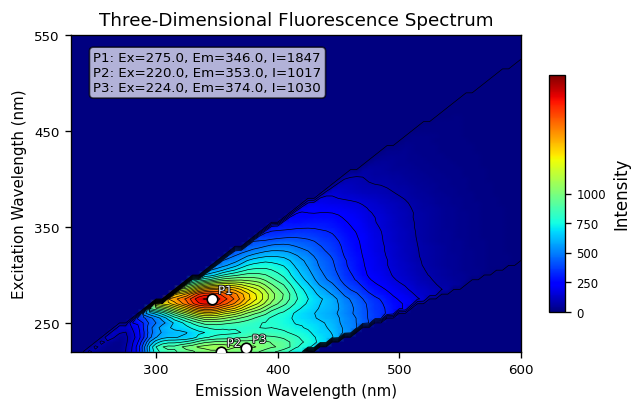 Three-Dimensional Fluorescence Spectrum
550
450
350
250
Excitation Wavelength (nm)
P1: Ex=275.0, Em=346.0, I=1847
P2: Ex=220.0, Em=353.0, I=1017
P3: Ex=224.0, Em=374.0, I=1030
P1
P2
P3
300
400
500
600
Emission Wavelength (nm)
1000
750
500
250
0
Intensity